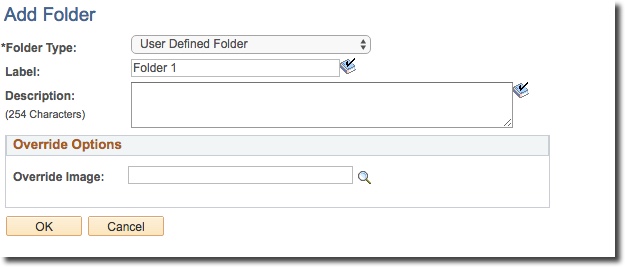 Add Folder
*Folder Type: User Defined Folder
Label: Folder 1
Description:
(254 Characters)
Override Options
Override Image:
OK Cancel